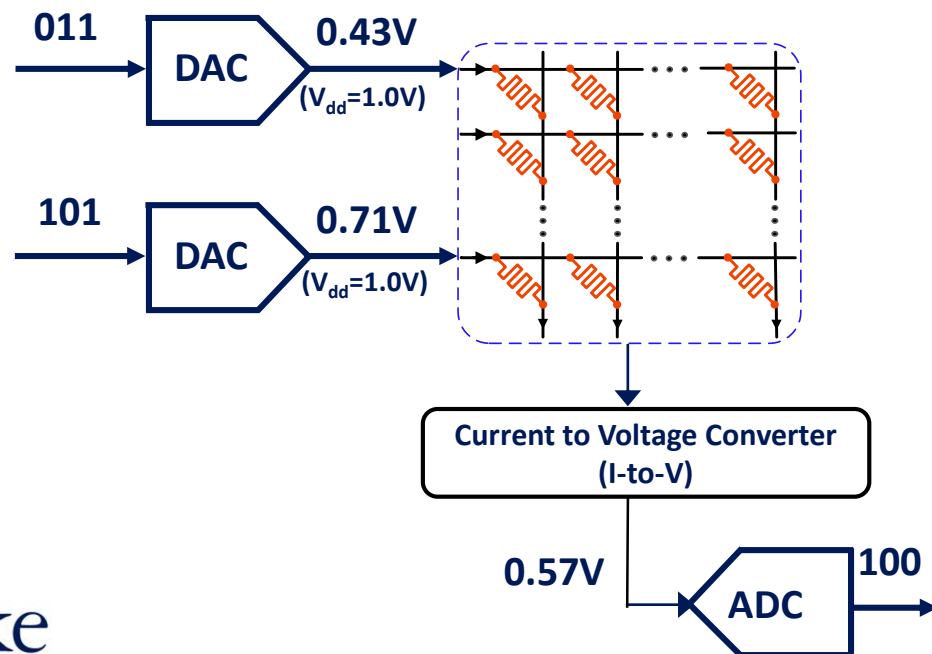 011
DAC
0.43V
(Vdd=1.0V)
101
DAC
0.71V
(Vdd=1.0V)
Current to Voltage Converter
(I-to-V)
0.57V
ADC
100
ke